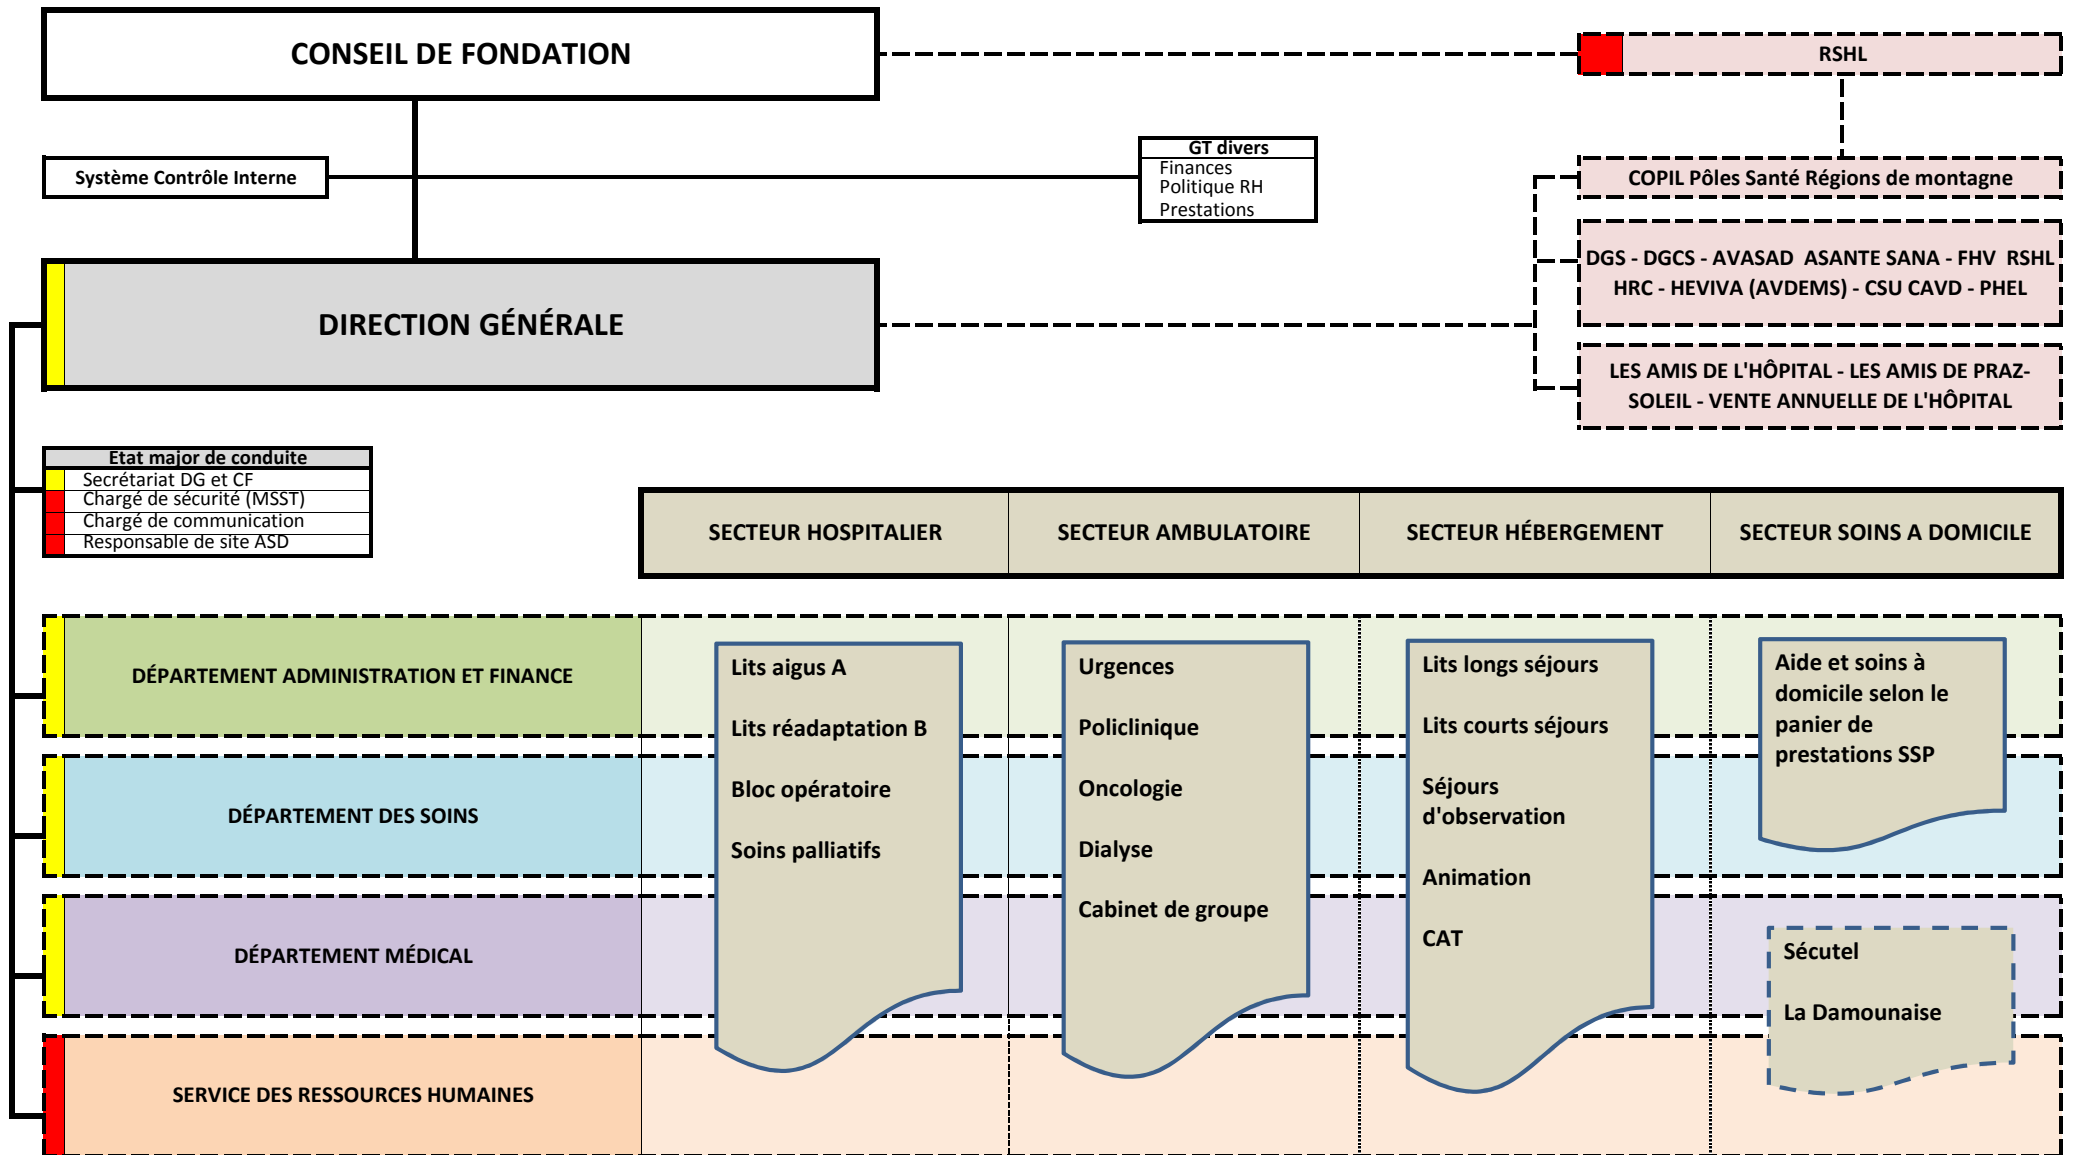 CONSEIL DE FONDATION
RSHL
Système Contrôle Interne
GT divers
Finances
Politique RH
Prestations
COPIL Pôles Santé Régions de montagne
DGS - DGCS - AVASAD  ASANTE SANA - FHV  RSHL
HRC - HEVIVA (AVDEMS) - CSU CAVD - PHEL
DIRECTION GÉNÉRALE
LES AMIS DE L'HÔPITAL - LES AMIS DE PRAZ-
SOLEIL - VENTE ANNUELLE DE L'HÔPITAL
Etat major de conduite
Secrétariat DG et CF
Chargé de sécurité (MSST)
Chargé de communication
Responsable de site ASD
SECTEUR HOSPITALIER
SECTEUR AMBULATOIRE
SECTEUR HÉBERGEMENT
SECTEUR SOINS A DOMICILE
DÉPARTEMENT ADMINISTRATION ET FINANCE
DÉPARTEMENT DES SOINS
DÉPARTEMENT MÉDICAL
SERVICE DES RESSOURCES HUMAINES
Lits aigus A
Lits réadaptation B
Bloc opératoire
Soins palliatifs
Urgences
Policlinique
Oncologie
Dialyse
Cabinet de groupe
Lits longs séjours
Lits courts séjours
Séjours
d'observation
Animation
CAT
Aide et soins à
domicile selon le
panier de
prestations SSP
Sécutel
La Damounaise